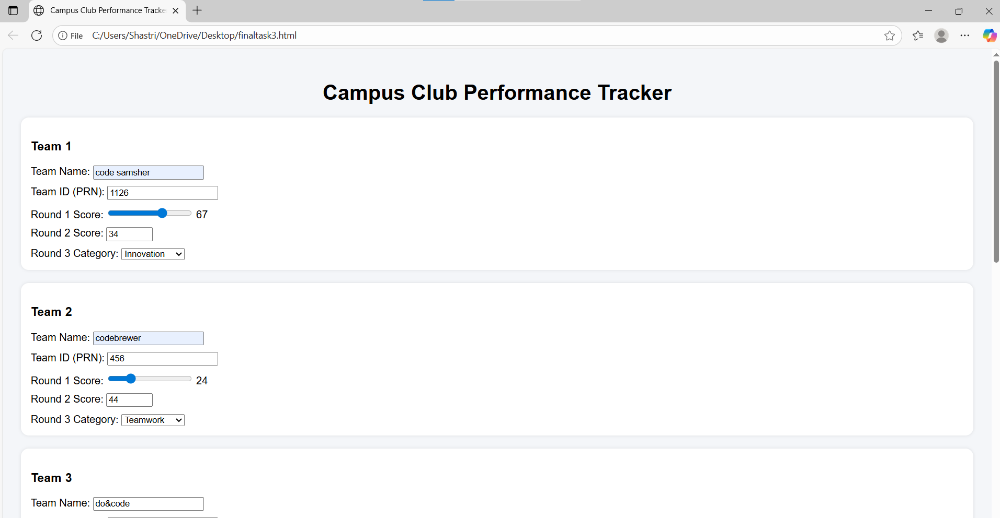 Campus Club Performance Tracke
File C:/Users/Shastri/OneDrive/Desktop/finaltask3.html
Campus Club Performance Tracker
Team 1
Team Name: code samsher
Team ID (PRN): 1126
Round 1 Score: 67
Round 2 Score: 34
Round 3 Category: Innovation
Team 2
Team Name: codebrewer
Team ID (PRN): 456
Round 1 Score: 24
Round 2 Score: 44
Round 3 Category: Teamwork
Team 3
Team Name: do&code